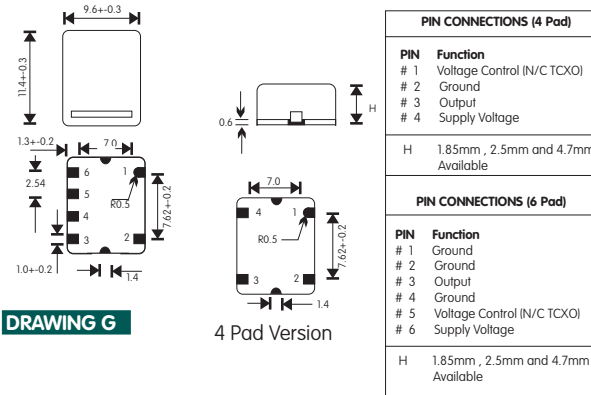 9.6+-0.3
11.4+-0.3
1.3+-0.2
7.0
2.54
6
1
5
R0.5
4
3
2
7.62+-0.2
1.0+-0.2
1.4
DRAWING G
0.6
H
7.0
4
1
R0.5
3
2
7.62+-0.2
1.4
4 Pad Version
PIN CONNECTIONS (4 Pad)
PIN Function
# 1 Voltage Control (N/C TCXO)
# 2 Ground
# 3 Output
# 4 Supply Voltage
H 1.85mm , 2.5mm and 4.7mm
Available
PIN CONNECTIONS (6 Pad)
PIN Function
# 1 Ground
# 2 Ground
# 3 Output
# 4 Ground
# 5 Voltage Control (N/C TCXO)
# 6 Supply Voltage
H 1.85mm , 2.5mm and 4.7mm
Available